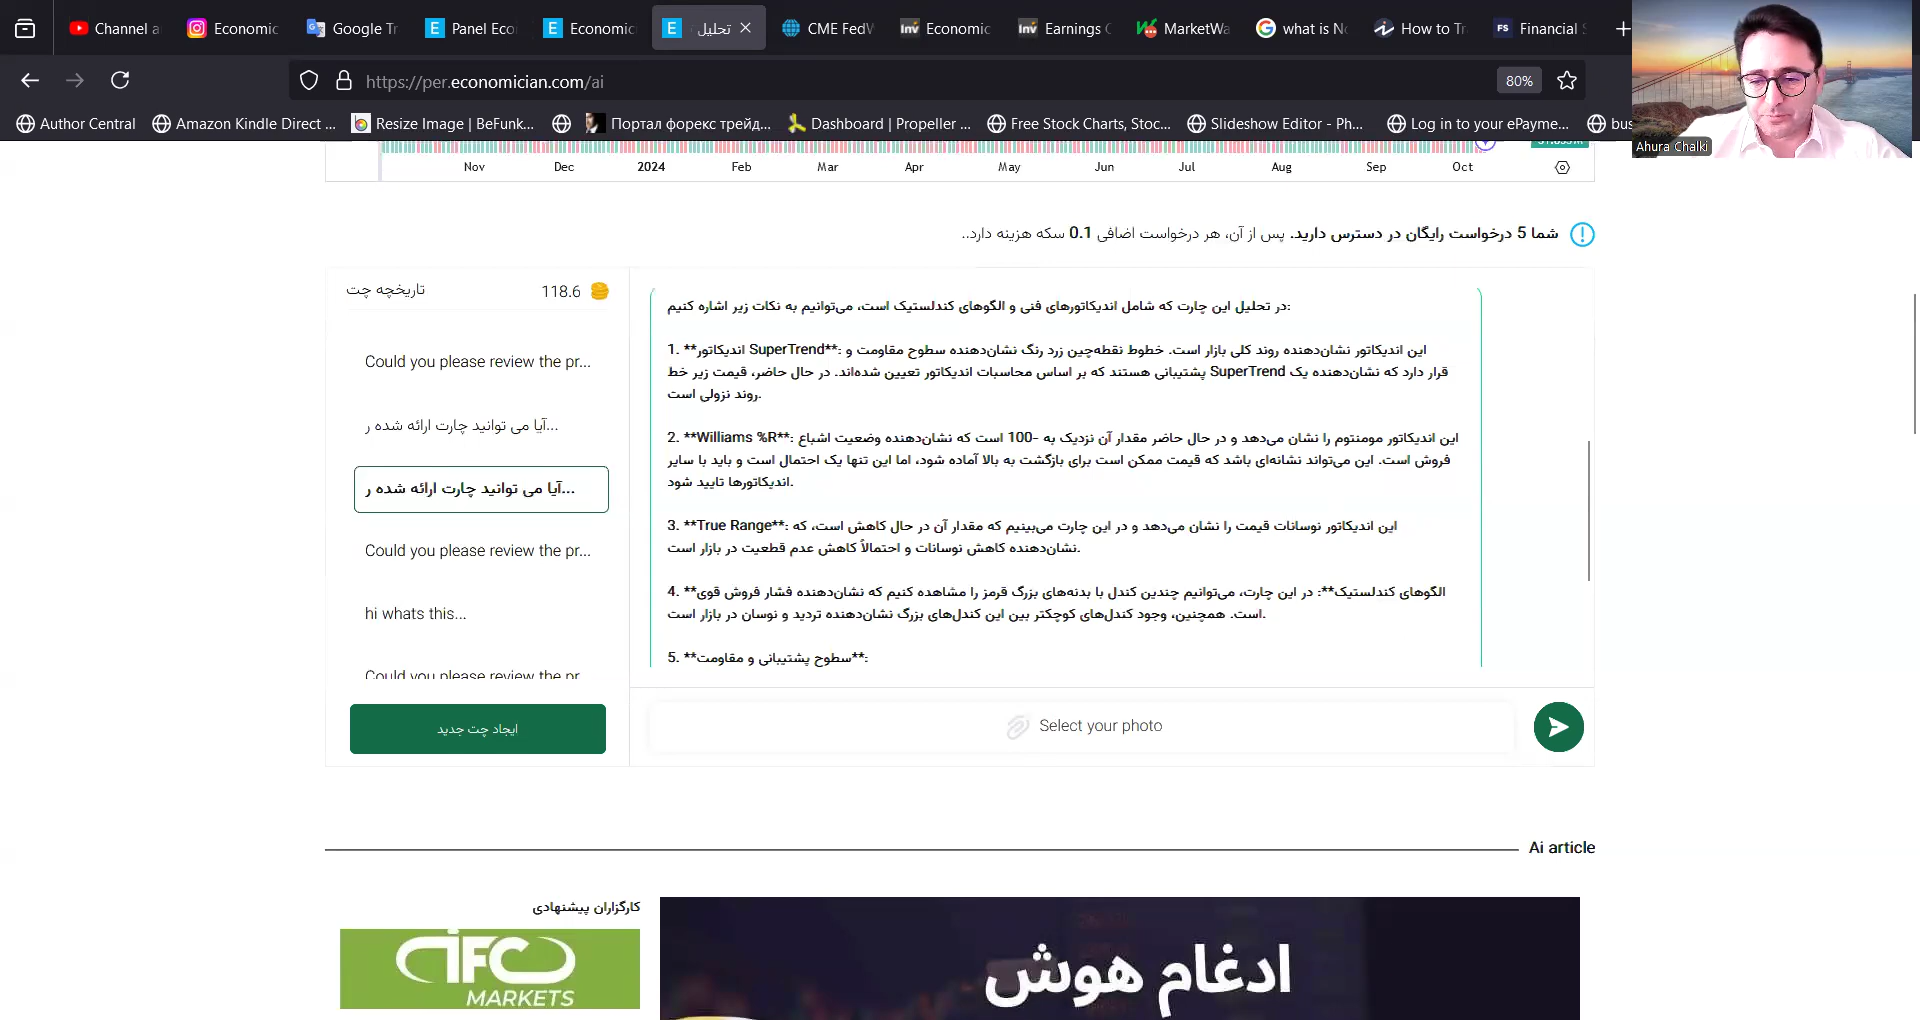 Channel a
Economic
Google Tr
Panel Eco
Economic
تحلیل
CME FedW
Economic
Earnings C
MarketWa
what is No
How to Tr
Financial S
https://per.economician.com/ai
80%
Author Central
Amazon Kindle Direct ...
Resize Image | BeFunk...
Портал форекс трейд...
Dashboard | Propeller ...
Free Stock Charts, Stoc...
Slideshow Editor - Ph...
Log in to your ePayme...
bus
Ahura Chalki
Nov Dec 2024 Feb Mar Apr May Jun Jul Aug Sep Oct
شما 5 درخواست رایگان در دسترس دارید. پس از آن، هر درخواست اضافی 0.1 سکه هزینه دارد..
تاریخچه چت
118.6
Could you please review the pr...
آیا می توانید چارت ارائه شده ر...
آیا می توانید چارت ارائه شده ر...
Could you please review the pr...
hi whats this...
Could you please review the pr
ایجاد چت جدید
در تحلیل این چارت که شامل اندیکاتورهای فنی و الگوهای کندلستیک است، می‌توانیم به نکات زیر اشاره کنیم:
1. **اندیکاتور SuperTrend**: این اندیکاتور نشان‌دهنده روند کلی بازار است. خطوط نقطه‌چین زرد رنگ نشان‌دهنده سطوح مقاومت و
پشتیبانی هستند که بر اساس محاسبات اندیکاتور تعیین شده‌اند. در حال حاضر، قیمت زیر خط SuperTrend قرار دارد که نشان‌دهنده یک
روند نزولی است.
2. **Williams %R**: این اندیکاتور مومنتوم را نشان می‌دهد و در حال حاضر مقدار آن نزدیک به -100 است که نشان‌دهنده وضعیت اشباع
فروش است. این می‌تواند نشانه‌ای باشد که قیمت ممکن است برای بازگشت به بالا آماده شود، اما این تنها یک احتمال است و باید با سایر
اندیکاتورها تایید شود.
3. **True Range**: این اندیکاتور نوسانات قیمت را نشان می‌دهد و در این چارت می‌بینیم که مقدار آن در حال کاهش است، که
نشان‌دهنده کاهش نوسانات و احتمالاً کاهش عدم قطعیت در بازار است.
4. **الگوهای کندلستیک**: در این چارت، می‌توانیم چندین کندل با بدنه‌های بزرگ قرمز را مشاهده کنیم که نشان‌دهنده فشار فروش قوی
است. همچنین، وجود کندل‌های کوچکتر بین این کندل‌های بزرگ نشان‌دهنده تردید و نوسان در بازار است.
5. **سطوح پشتیبانی و مقاومت**:
Select your photo
Ai article
کارگزاران پیشنهادی
IFC MARKETS
ادغام هوش